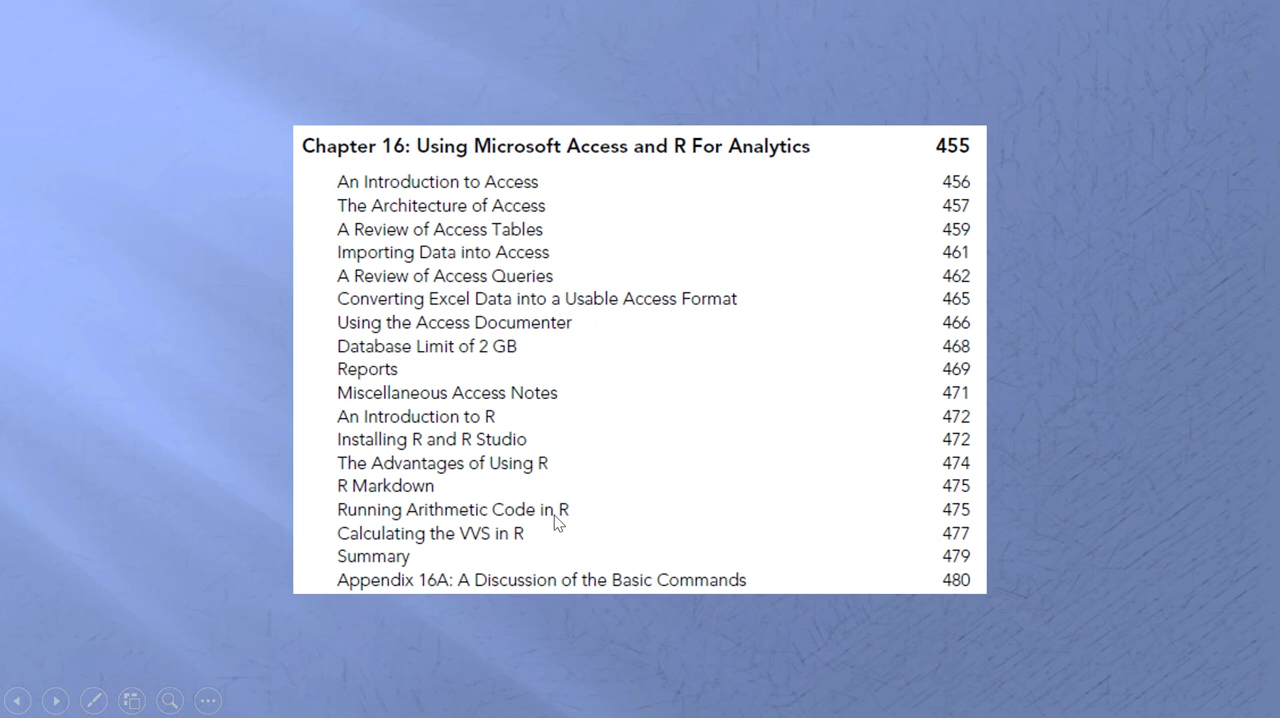 Chapter 16: Using Microsoft Access and R For Analytics 455
An Introduction to Access 456
The Architecture of Access 457
A Review of Access Tables 459
Importing Data into Access 461
A Review of Access Queries 462
Converting Excel Data into a Usable Access Format 465
Using the Access Documenter 466
Database Limit of 2 GB 468
Reports 469
Miscellaneous Access Notes 471
An Introduction to R 472
Installing R and R Studio 472
The Advantages of Using R 474
R Markdown 475
Running Arithmetic Code in R 475
Calculating the VVS in R 477
Summary 479
Appendix 16A: A Discussion of the Basic Commands 480